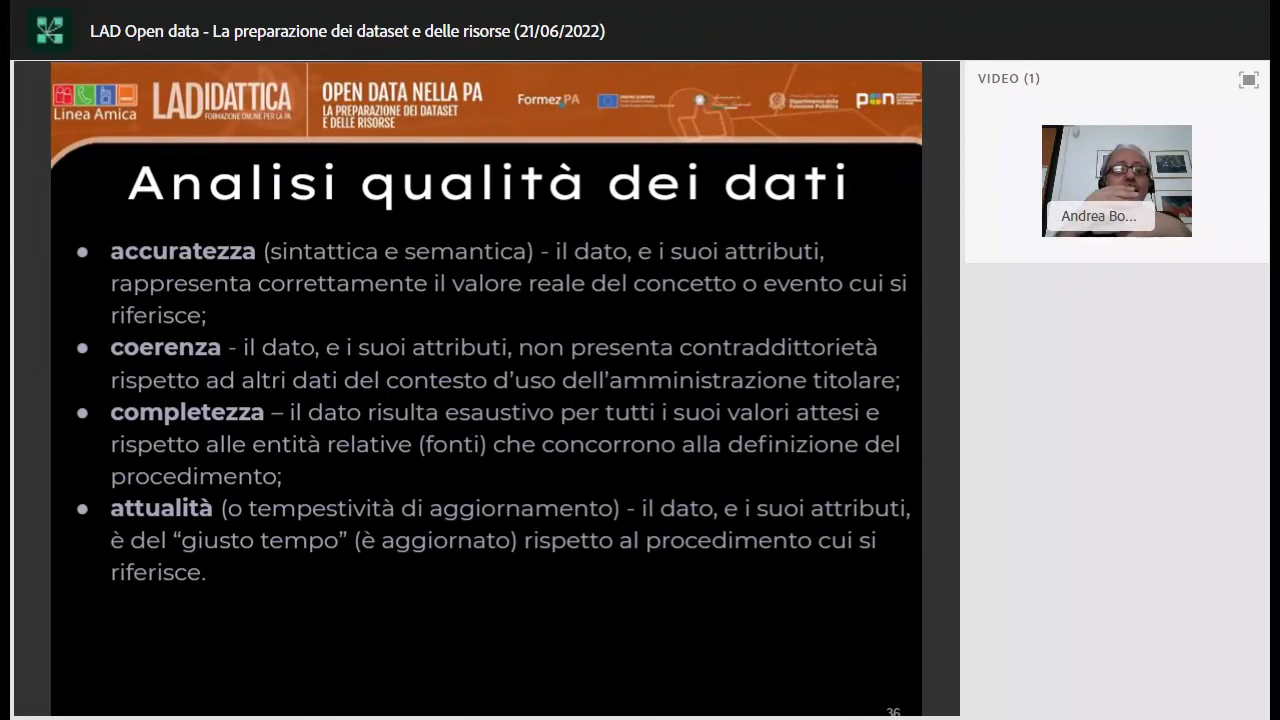 LAD Open data - La preparazione dei dataset e delle risorse (21/06/2022)
VIDEO (1)
Linea Amica
LADIDATTICA
FORMAZIONE ONLINE PER LA PA
OPEN DATA NELLA PA
LA PREPARAZIONE DEI DATASET
E DELLE RISORSE
Formez PA
pon
Andrea Bo...
Analisi qualità dei dati
● accuratezza (sintattica e semantica) - il dato, e i suoi attributi,
rappresenta correttamente il valore reale del concetto o evento cui si
riferisce;
● coerenza - il dato, e i suoi attributi, non presenta contraddittorietà
rispetto ad altri dati del contesto d’uso dell’amministrazione titolare;
● completezza – il dato risulta esaustivo per tutti i suoi valori attesi e
rispetto alle entità relative (fonti) che concorrono alla definizione del
procedimento;
● attualità (o tempestività di aggiornamento) - il dato, e i suoi attributi,
è del “giusto tempo” (è aggiornato) rispetto al procedimento cui si
riferisce.
36